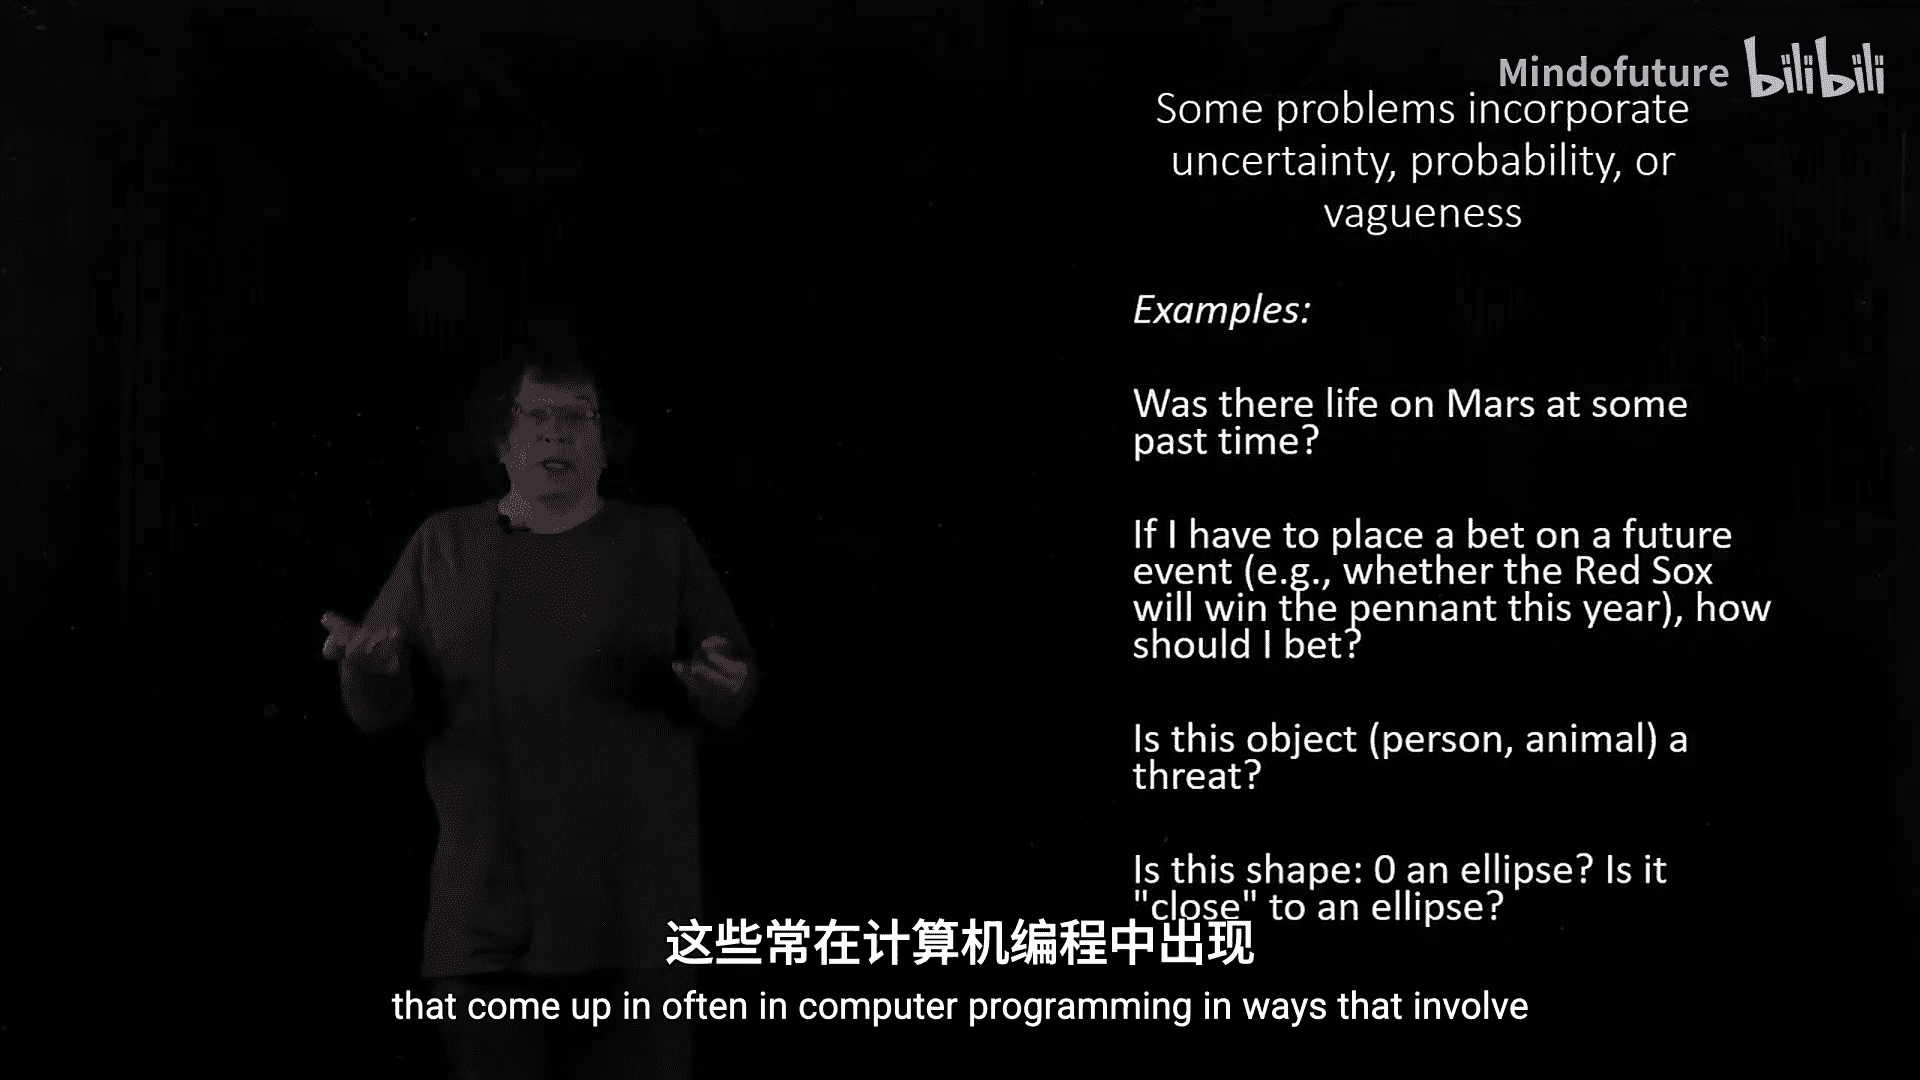 Mindofuture bilibili
Some problems incorporate
uncertainty, probability, or
vagueness
Examples:
Was there life on Mars at some
past time?
If I have to place a bet on a future
event (e.g., whether the Red Sox
will win the pennant this year), how
should I bet?
Is this object (person, animal) a
threat?
Is this shape: 0 an ellipse? Is it
"close" to an ellipse?
这些常在计算机编程中出现
that come up in often in computer programming in ways that involve